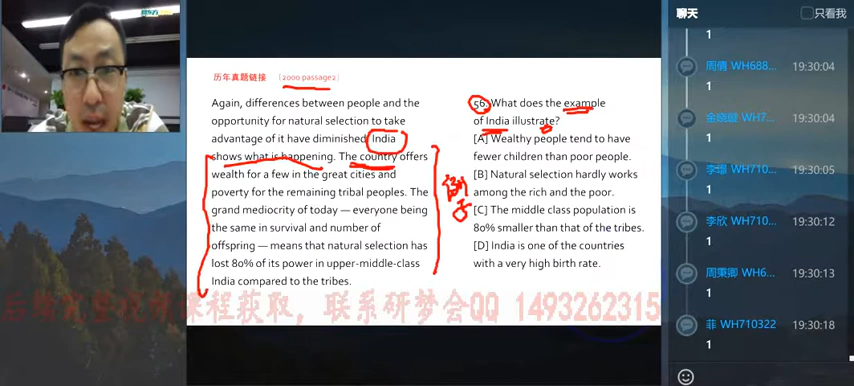 聊天
只看我
1
周倩 WH688...
19:30:04
1
19:30:04
1
19:30:05
1
李欣 WH710...
19:30:12
1
周秉卿 WH6...
19:30:13
1
菲 WH710322
19:30:18
1
历年真题链接 (2000 passage2)
Again, differences between people and the
opportunity for natural selection to take
advantage of it have diminished. India
shows what is happening. The country offers
wealth for a few in the great cities and
poverty for the remaining tribal peoples. The
grand mediocrity of today — everyone being
the same in survival and number of
offspring — means that natural selection has
lost 80% of its power in upper-middle-class
India compared to the tribes.
56. What does the example
of India illustrate?
[A] Wealthy people tend to have
fewer children than poor people.
[B] Natural selection hardly works
among the rich and the poor.
[C] The middle class population is
80% smaller than that of the tribes.
[D] India is one of the countries
with a very high birth rate.
例子
后续完整视频课程获取，联系研梦会QQ 1493262315